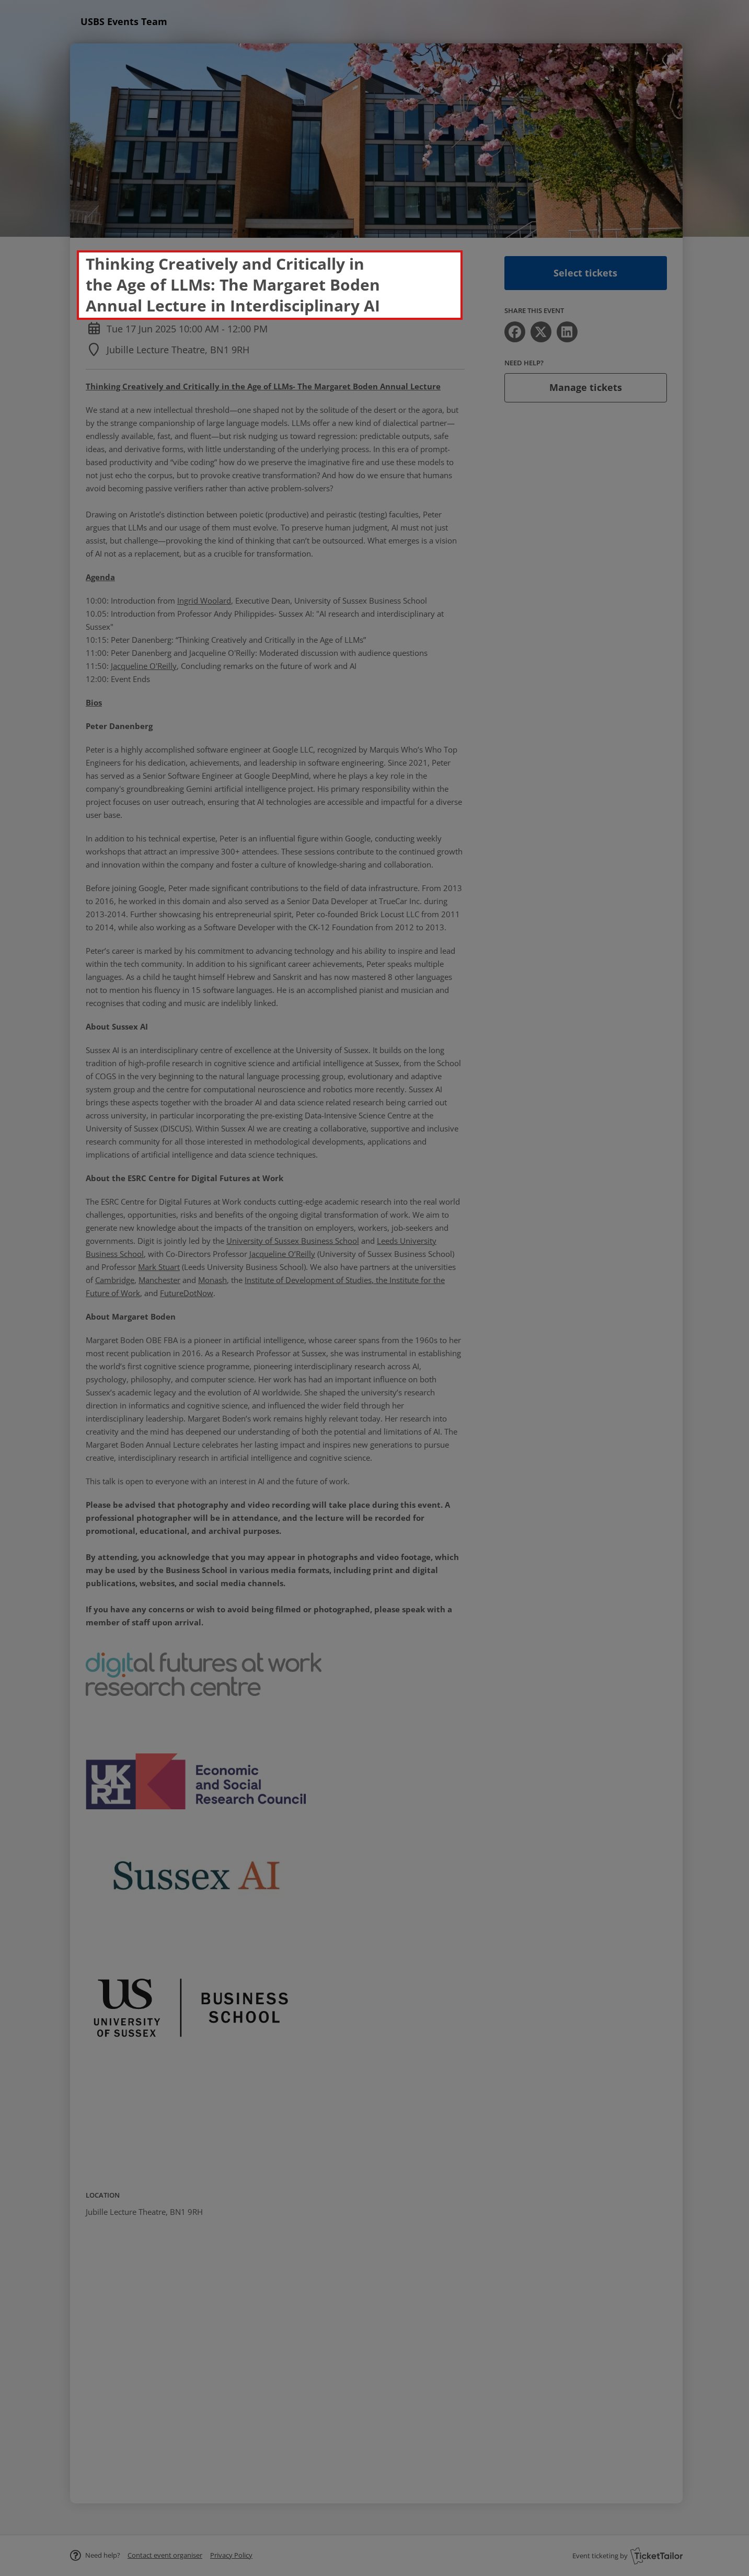 USBS Events Team
Thinking Creatively and Critically in
the Age of LLMs: The Margaret Boden
Annual Lecture in Interdisciplinary AI
Tue 17 Jun 2025 10:00 AM - 12:00 PM
Jubille Lecture Theatre, BN1 9RH
Select tickets
SHARE THIS EVENT
NEED HELP?
Manage tickets
Thinking Creatively and Critically in the Age of LLMs- The Margaret Boden Annual Lecture
We stand at a new intellectual threshold—one shaped not by the solitude of the desert or the agora, but
by the strange companionship of large language models. LLMs offer a new kind of dialectical partner—
endlessly available, fast, and fluent—but risk nudging us toward regression: predictable outputs, safe
ideas, and derivative forms, with little understanding of the underlying process. In this era of prompt-
based productivity and “vibe coding” how do we preserve the imaginative fire and use these models to
not just echo the corpus, but to provoke creative transformation? And how do we ensure that humans
avoid becoming passive verifiers rather than active problem-solvers?
Drawing on Aristotle’s distinction between poietic (productive) and peirastic (testing) faculties, Peter
argues that LLMs and our usage of them must evolve. To preserve human judgment, AI must not just
assist, but challenge—provoking the kind of thinking that can’t be outsourced. What emerges is a vision
of AI not as a replacement, but as a crucible for transformation.
Agenda
10:00: Introduction from Ingrid Woolard, Executive Dean, University of Sussex Business School
10.05: Introduction from Professor Andy Philippides- Sussex AI: “AI research and interdisciplinary at
Sussex”
10:15: Peter Danenberg: “Thinking Creatively and Critically in the Age of LLMs”
11:00: Peter Danenberg and Jacqueline O’Reilly: Moderated discussion with audience questions
11:50: Jacqueline O’Reilly, Concluding remarks on the future of work and AI
12:00: Event Ends
Bios
Peter Danenberg
Peter is a highly accomplished software engineer at Google LLC, recognized by Marquis Who’s Who Top
Engineers for his dedication, achievements, and leadership in software engineering. Since 2021, Peter
has served as a Senior Software Engineer at Google DeepMind, where he plays a key role in the
company’s groundbreaking Gemini artificial intelligence project. His primary responsibility within the
project focuses on user outreach, ensuring that AI technologies are accessible and impactful for a diverse
user base.
In addition to his technical expertise, Peter is an influential figure within Google, conducting weekly
workshops that attract an impressive 300+ attendees. These sessions contribute to the continued growth
and innovation within the company and foster a culture of knowledge-sharing and collaboration.
Before joining Google, Peter made significant contributions to the field of data infrastructure. From 2013
to 2016, he worked in this domain and also served as a Senior Data Developer at TrueCar Inc. during
2013-2014. Further showcasing his entrepreneurial spirit, Peter co-founded Brick Locust LLC from 2011
to 2014, while also working as a Software Developer with the CK-12 Foundation from 2012 to 2013.
Peter’s career is marked by his commitment to advancing technology and his ability to inspire and lead
within the tech community. In addition to his significant career achievements, Peter speaks multiple
languages. As a child he taught himself Hebrew and Sanskrit and has now mastered 8 other languages
not to mention his fluency in 15 software languages. He is an accomplished pianist and musician and
recognises that coding and music are indelibly linked.
About Sussex AI
Sussex AI is an interdisciplinary centre of excellence at the University of Sussex. It builds on the long
tradition of high-profile research in cognitive science and artificial intelligence at Sussex, from the School
of COGS in the very beginning to the natural language processing group, evolutionary and adaptive
system group and the centre for computational neuroscience and robotics more recently. Sussex AI
brings these aspects together with the broader AI and data science related research being carried out
across university, in particular incorporating the pre-existing Data-Intensive Science Centre at the
University of Sussex (DISCUS). Within Sussex AI we are creating a collaborative, supportive and inclusive
research community for all those interested in methodological developments, applications and
implications of artificial intelligence and data science techniques.
About the ESRC Centre for Digital Futures at Work
The ESRC Centre for Digital Futures at Work conducts cutting-edge academic research into the real world
challenges, opportunities, risks and benefits of the ongoing digital transformation of work. We aim to
generate new knowledge about the impacts of the transition on employers, workers, job-seekers and
governments. Digit is jointly led by the University of Sussex Business School and Leeds University
Business School, with Co-Directors Professor Jacqueline O’Reilly (University of Sussex Business School)
and Professor Mark Stuart (Leeds University Business School). We also have partners at the universities
of Cambridge, Manchester and Monash, the Institute of Development of Studies, the Institute for the
Future of Work, and FutureDotNow.
About Margaret Boden
Margaret Boden OBE FBA is a pioneer in artificial intelligence, whose career spans from the 1960s to her
most recent publication in 2016. As a Research Professor at Sussex, she was instrumental in establishing
the world’s first cognitive science programme, pioneering interdisciplinary research across AI,
psychology, philosophy, and computer science. Her work has had an important influence on both
Sussex’s academic legacy and the evolution of AI worldwide. She shaped the university’s research
direction in informatics and cognitive science, and influenced the wider field through her
interdisciplinary leadership. Margaret Boden’s work remains highly relevant today. Her research into
creativity and the mind has deepened our understanding of both the potential and limitations of AI. The
Margaret Boden Annual Lecture celebrates her lasting impact and inspires new generations to pursue
creative, interdisciplinary research in artificial intelligence and cognitive science.
This talk is open to everyone with an interest in AI and the future of work.
Please be advised that photography and video recording will take place during this event. A
professional photographer will be in attendance, and the lecture will be recorded for
promotional, educational, and archival purposes.
By attending, you acknowledge that you may appear in photographs and video footage, which
may be used by the Business School in various media formats, including print and digital
publications, websites, and social media channels.
If you have any concerns or wish to avoid being filmed or photographed, please speak with a
member of staff upon arrival.
digital futures at work
research centre
UKRI
Economic
and Social
Research Council
Sussex AI
US
UNIVERSITY
OF SUSSEX
BUSINESS
SCHOOL
LOCATION
Jubille Lecture Theatre, BN1 9RH
Need help? Contact event organiser Privacy Policy
Event ticketing by TicketTailor